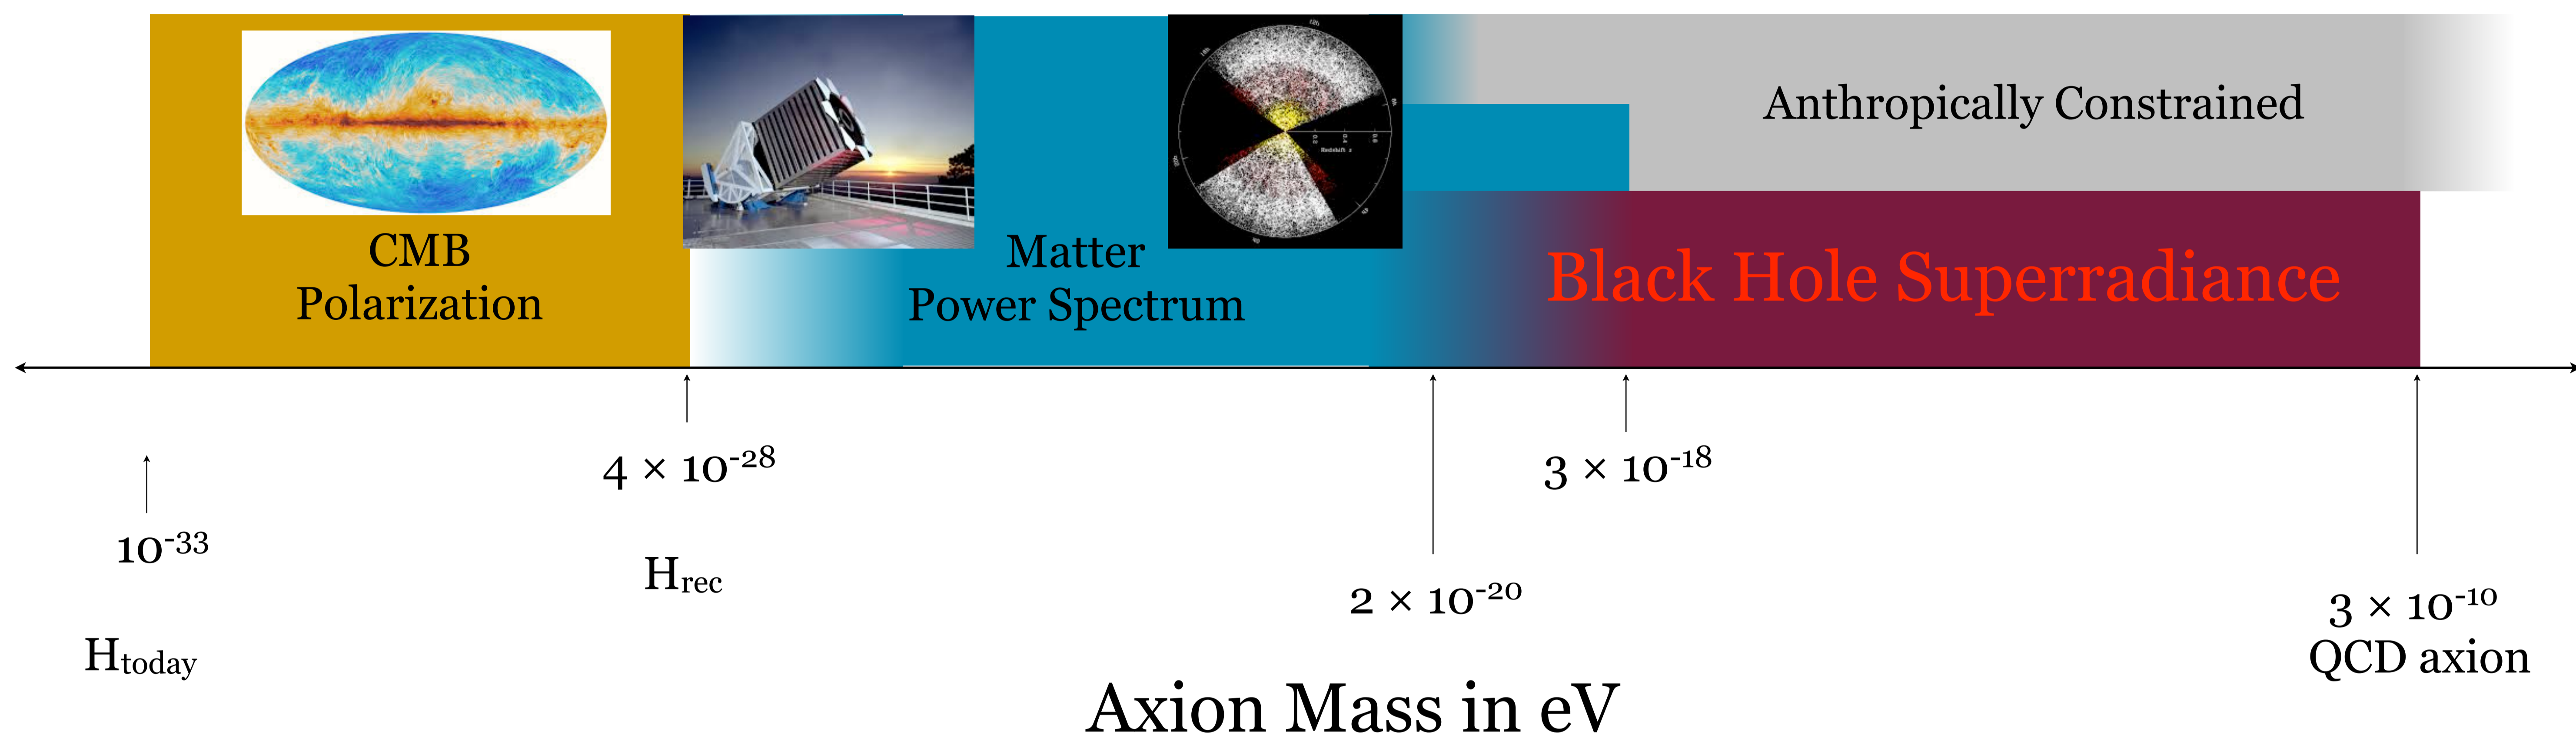 Anthropically Constrained
CMB
Polarization
Matter
Power Spectrum
Black Hole Superradiance
Redshift z
4 × 10⁻²⁸
3 × 10⁻¹⁸
10⁻³³
Hrec
2 × 10⁻²⁰
3 × 10⁻¹⁰
Htoday
QCD axion
Axion Mass in eV